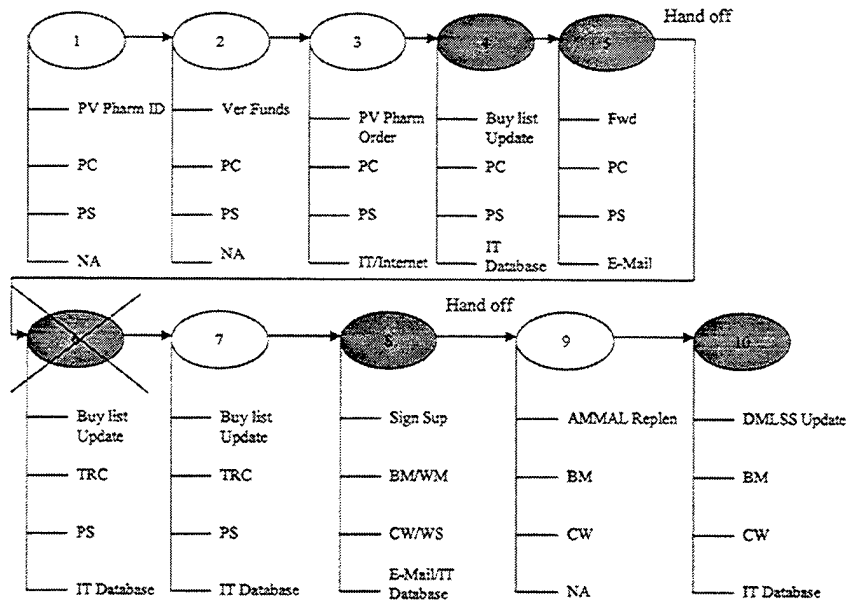 Hand off
1
2
3
4
5
PV Pharm ID
Ver Funds
PV Pharm
Order
Buy list
Update
Fwd
PC
PC
PC
PC
PC
PS
PS
PS
PS
PS
NA
NA
IT/Internet
IT
Database
E-Mail
Hand off
6
7
8
9
10
Buy list
Update
Buy list
Update
Sign Sup
AMMAL Replen
DMLSS Update
TRC
TRC
BM/WM
BM
BM
PS
PS
CW/WS
CW
CW
IT Database
IT Database
E-Mail/IT
Database
NA
IT Database